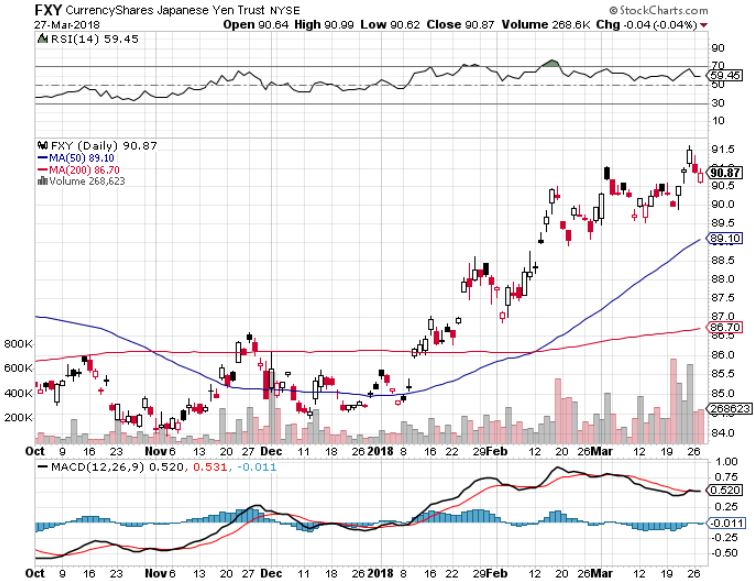 FXY CurrencyShares Japanese Yen Trust NYSE © StockCharts.com
27-Mar-2018 Open 90.64 High 90.99 Low 90.62 Close 90.87 Volume 268.6K Chg -0.04 (-0.04%)
RSI(14) 59.45
90
70
59.45
50
30
10
FXY (Daily) 90.87
MA(50) 89.10
MA(200) 86.70
Volume 268,623
91.5
91.0
90.87
90.5
90.0
89.5
89.10
88.5
88.0
87.5
87.0
86.70
86.5
86.0
85.5
85.0
84.5
84.0
800K
600K
400K
200K
268623
Oct 9 16 23 Nov 6 13 20 27 Dec 11 18 26 2018 8 16 22 29 Feb 12 20 26 Mar 12 19 26
MACD(12,26,9) 0.520, 0.531, -0.011
1.00
0.75
0.520
0.25
-0.011
-0.25
-0.50
Oct 9 16 23 Nov 6 13 20 27 Dec 11 18 26 2018 8 16 22 29 Feb 12 20 26 Mar 12 19 26